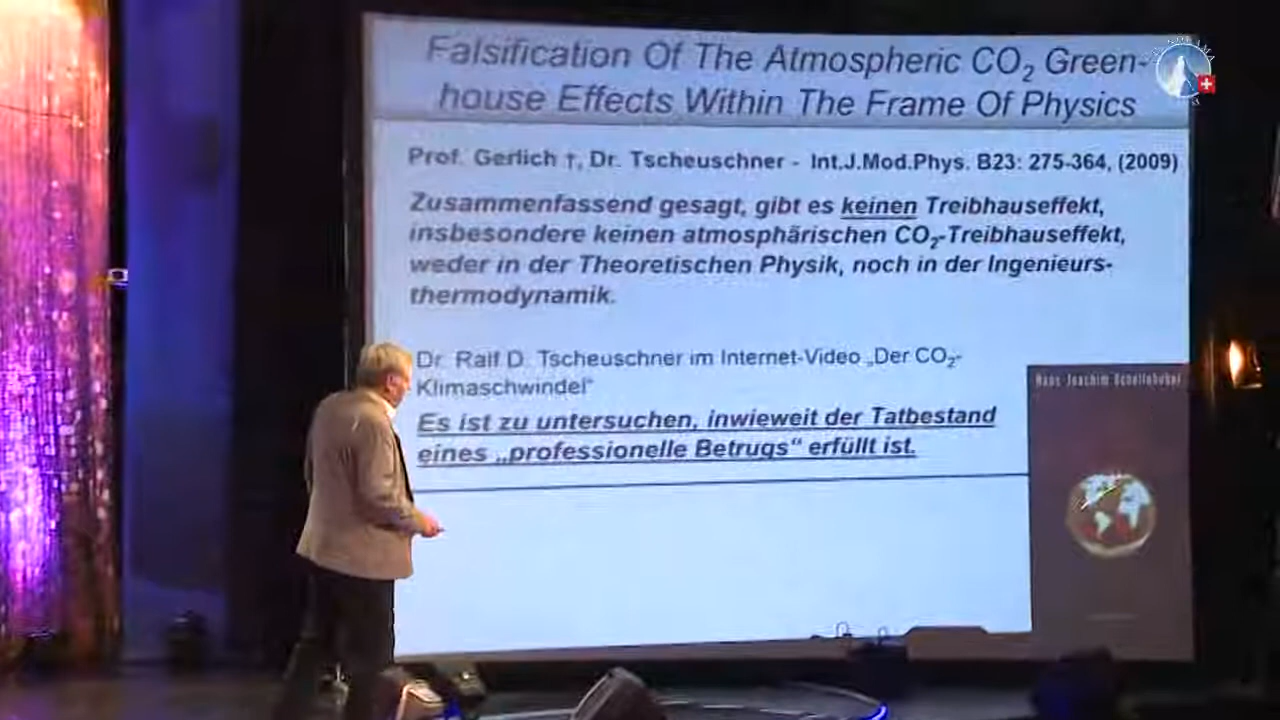 Falsification Of The Atmospheric CO₂ Green-
house Effects Within The Frame Of Physics
Prof. Gerlich †, Dr. Tscheuschner - Int.J.Mod.Phys. B23: 275-364, (2009)
Zusammenfassend gesagt, gibt es keinen Treibhauseffekt,
insbesondere keinen atmosphärischen CO₂-Treibhauseffekt,
weder in der Theoretischen Physik, noch in der Ingenieurs-
thermodynamik.
Dr. Ralf D. Tscheuschner im Internet-Video „Der CO₂-
Klimaschwindel“
Es ist zu untersuchen, inwieweit der Tatbestand
eines „professionelle Betrugs“ erfüllt ist.
Hans Joachim Schellnhuber